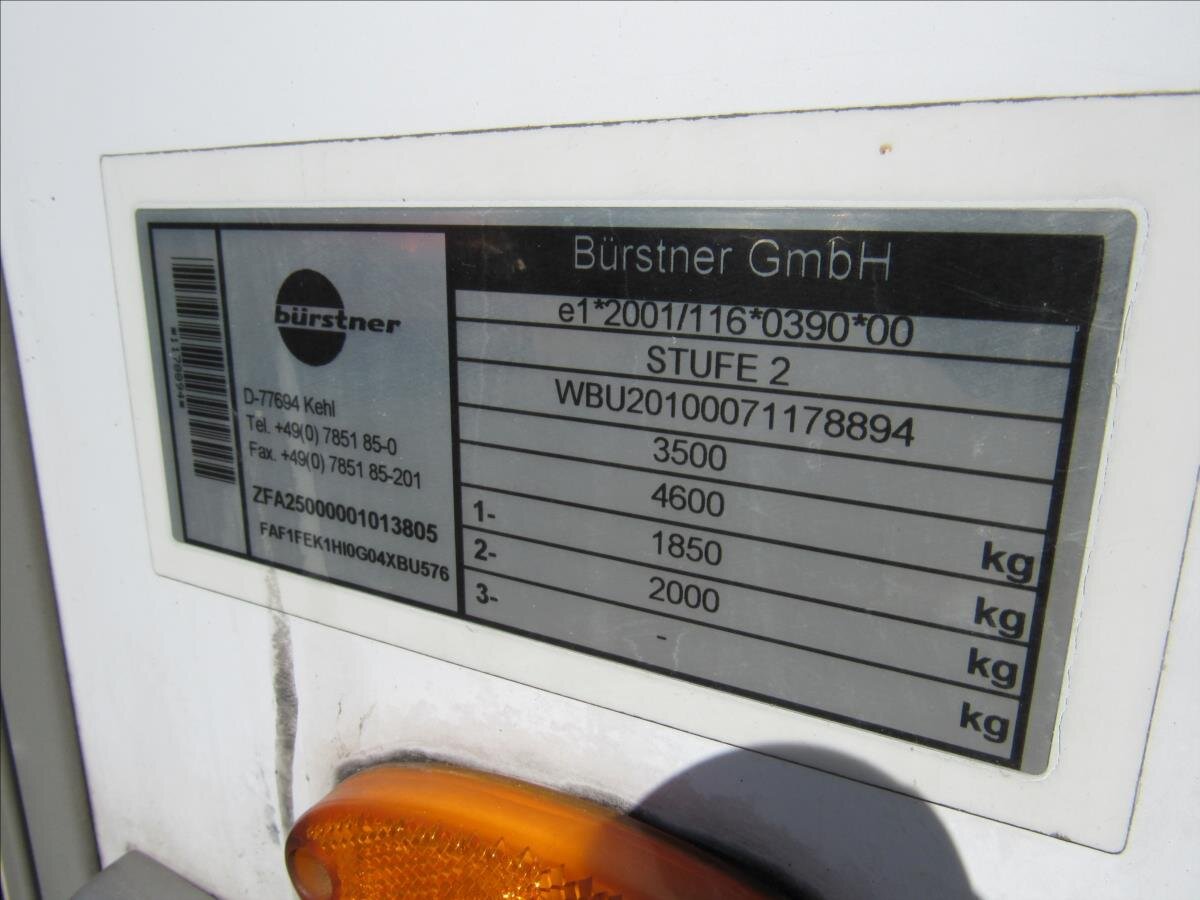 *11178894*
bürstner
D-77694 Kehl
Tel. +49(0) 7851 85-0
Fax. +49(0) 7851 85-201
ZFA25000001013805
FAF1FEK1HI0G04XBU576
Bürstner GmbH
e1*2001/116*0390*00
STUFE 2
WBU20100071178894
3500 kg
4600 kg
1- 1850 kg
2- 2000 kg
3- - kg